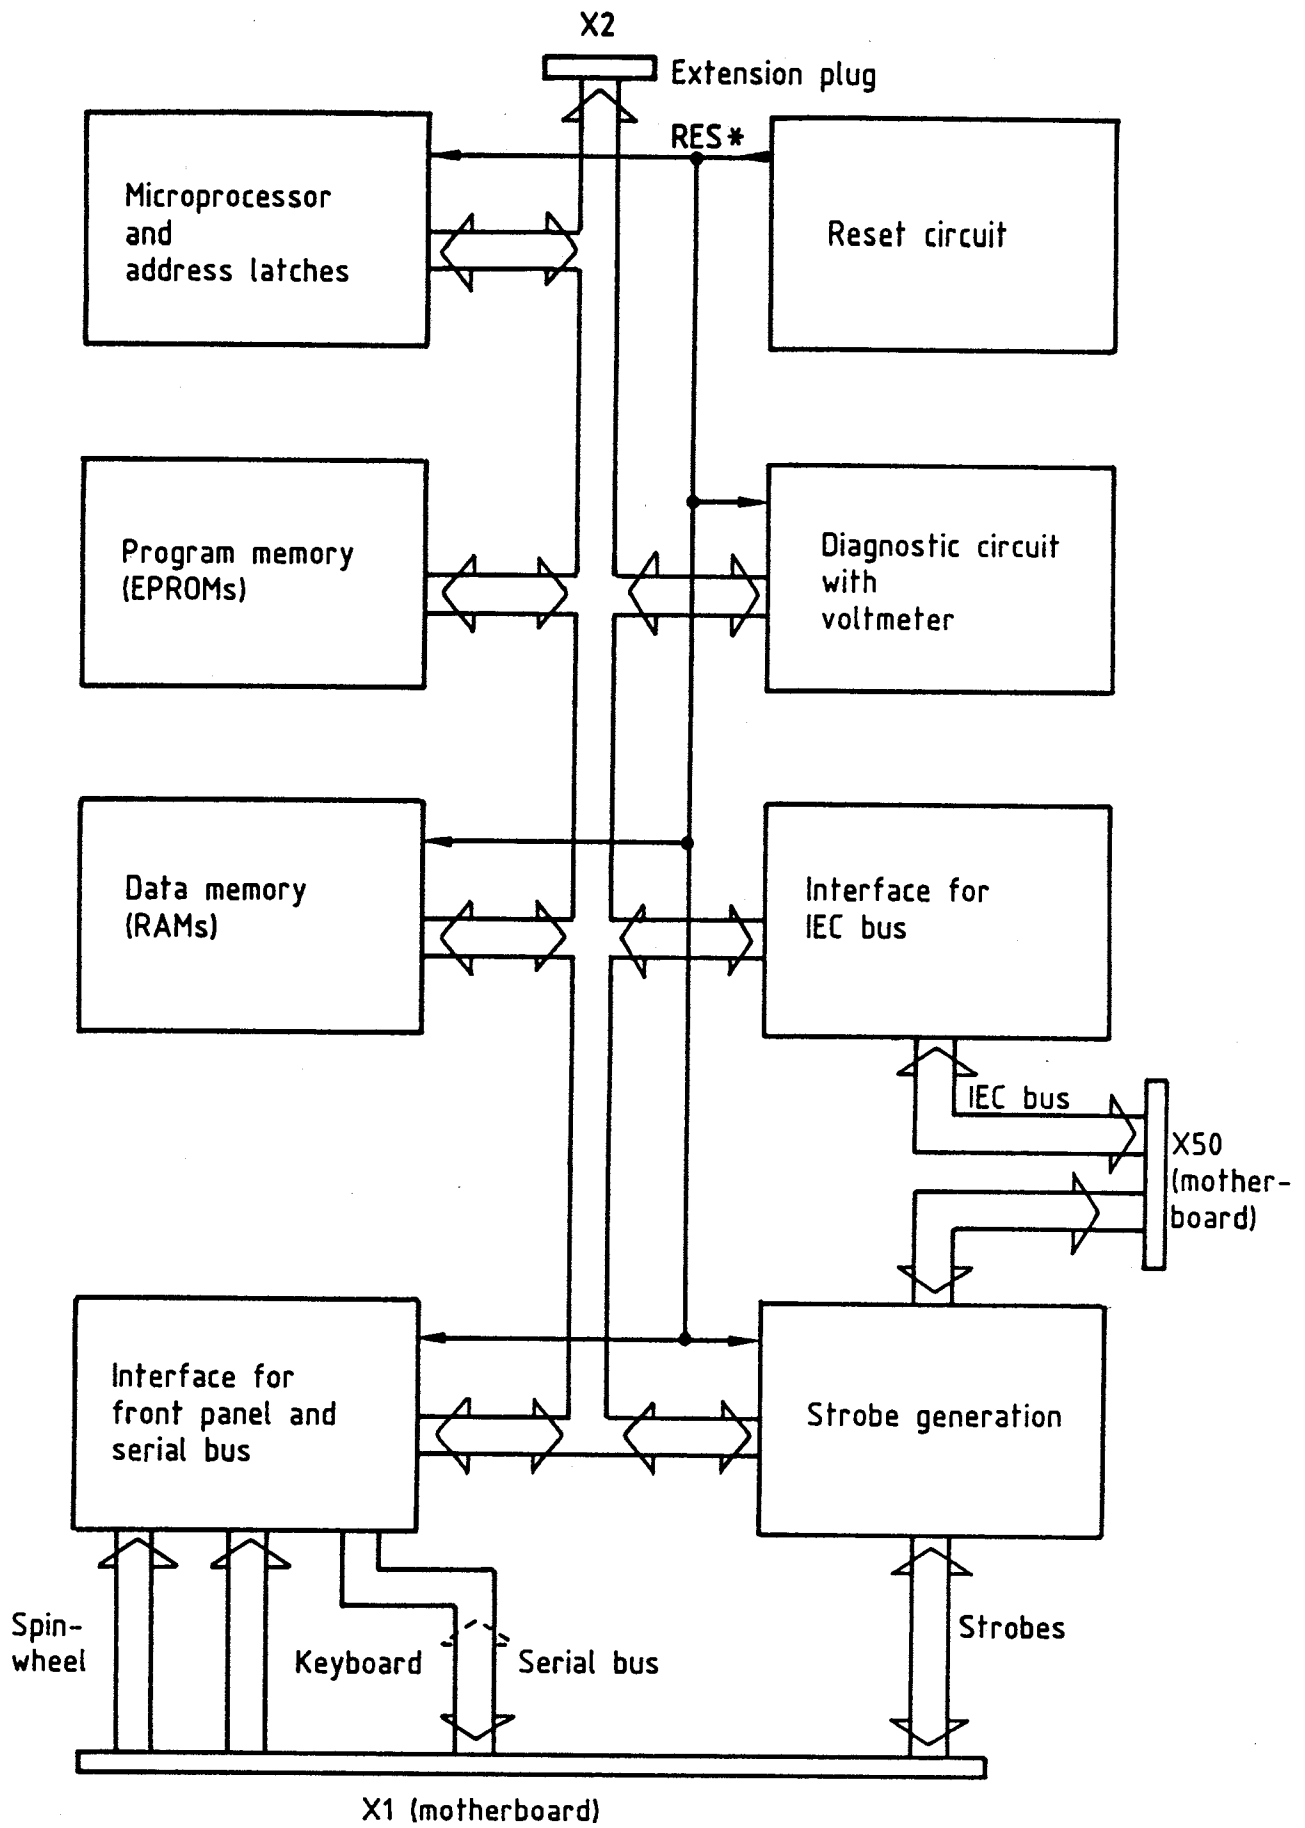 X2
Extension plug
RES*
Microprocessor
and
address latches
Reset circuit
Program memory
(EPROMs)
Diagnostic circuit
with
voltmeter
Data memory
(RAMs)
Interface for
IEC bus
IEC bus
X50
(mother-
board)
Interface for
front panel and
serial bus
Strobe generation
Spin-
wheel
Keyboard
Serial bus
Strobes
X1 (motherboard)